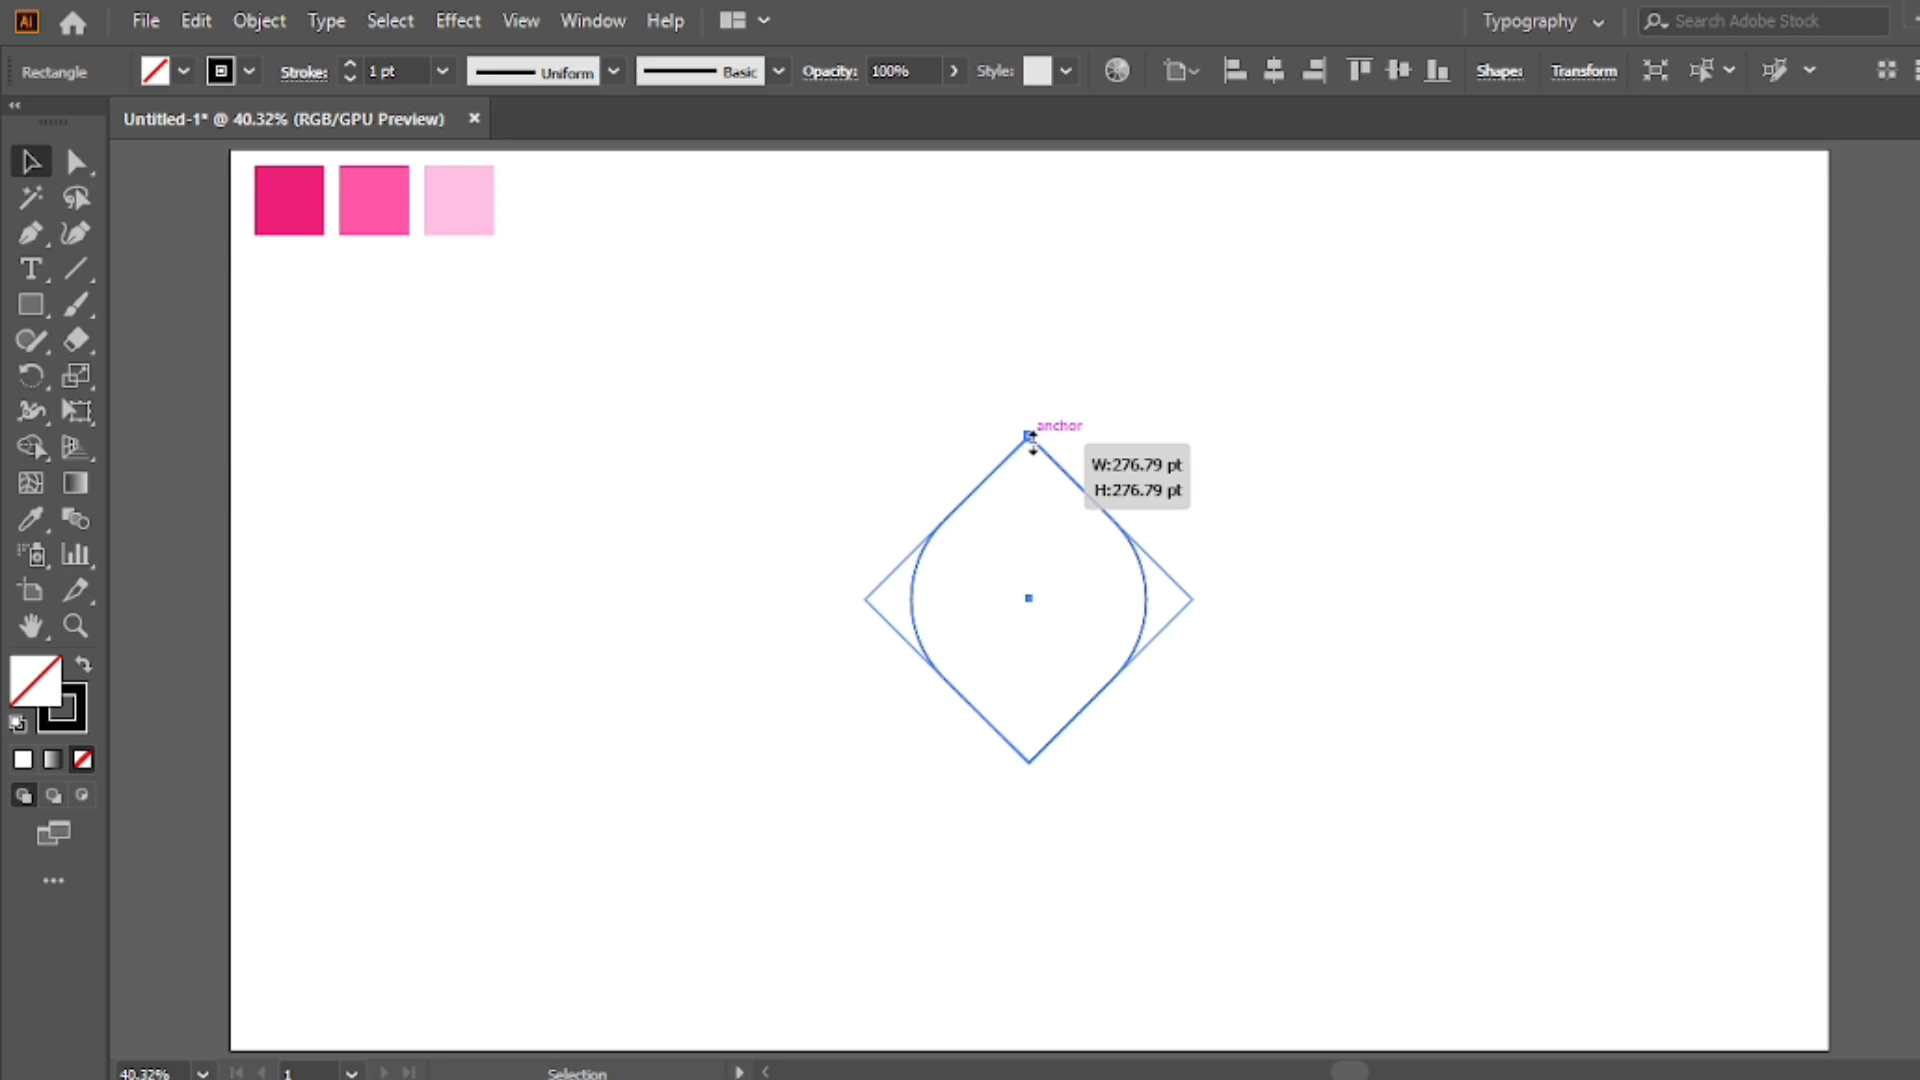 Ai File Edit Object Type Select Effect View Window Help Typography Search Adobe Stock
Rectangle Stroke: 1 pt Uniform Basic Opacity: 100% Style: Shape: Transform
Untitled-1* @ 40.32% (RGB/GPU Preview) ×
anchor
W:276.79 pt
H:276.79 pt
40.32% 1 Selection